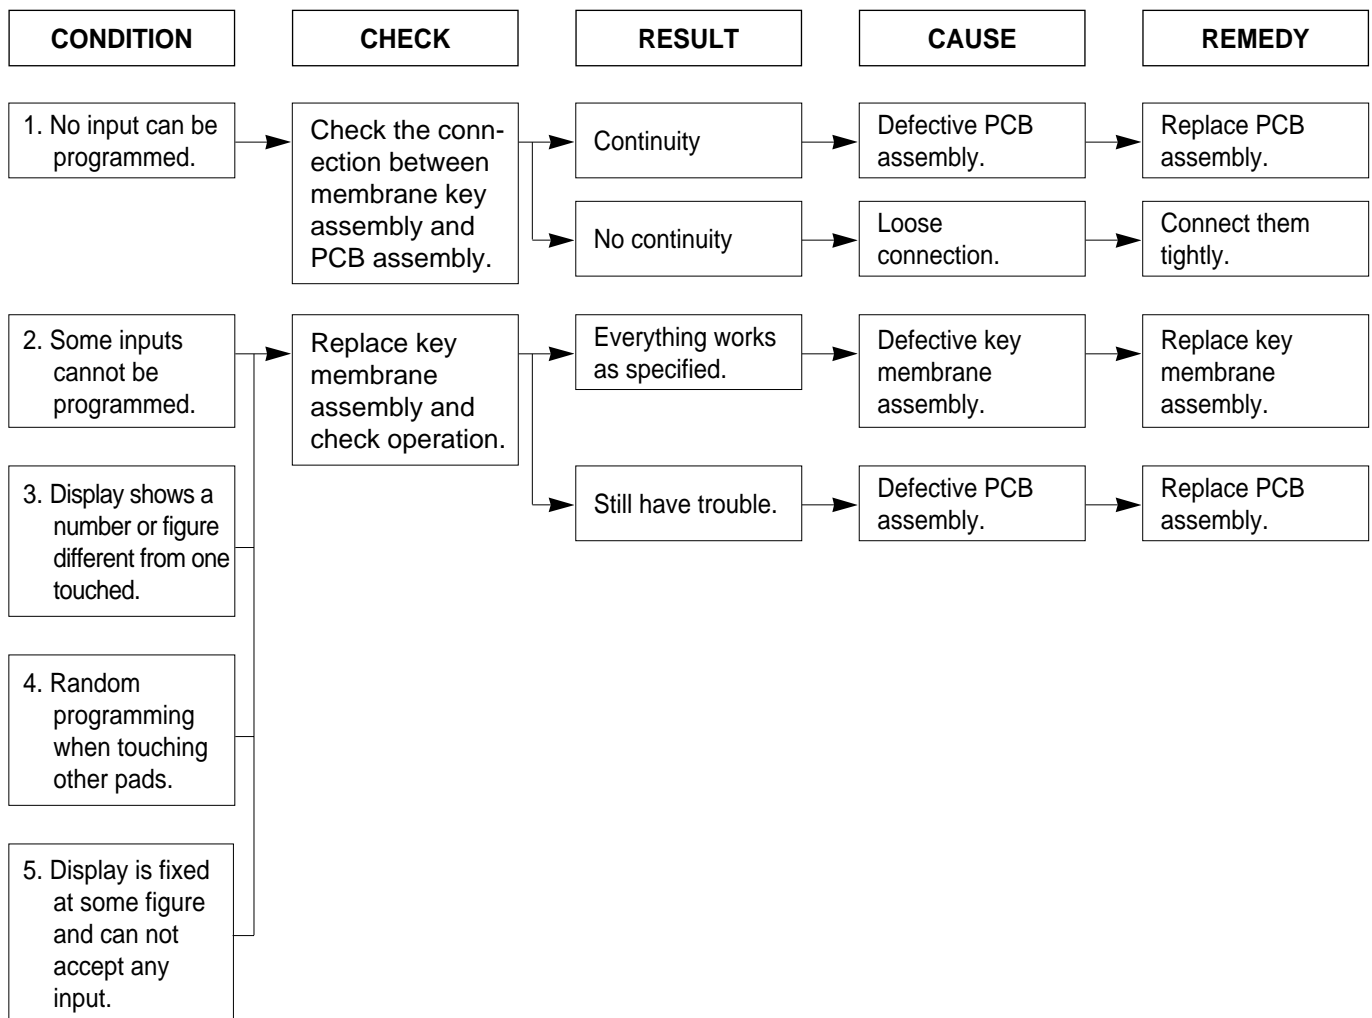 CONDITION
CHECK
RESULT
CAUSE
REMEDY
1. No input can be
programmed.
Check the conn-
ection between
membrane key
assembly and
PCB assembly.
Continuity
Defective PCB
assembly.
Replace PCB
assembly.
No continuity
Loose
connection.
Connect them
tightly.
2. Some inputs
cannot be
programmed.
Replace key
membrane
assembly and
check operation.
Everything works
as specified.
Defective key
membrane
assembly.
Replace key
membrane
assembly.
3. Display shows a
number or figure
different from one
touched.
Still have trouble.
Defective PCB
assembly.
Replace PCB
assembly.
4. Random
programming
when touching
other pads.
5. Display is fixed
at some figure
and can not
accept any
input.